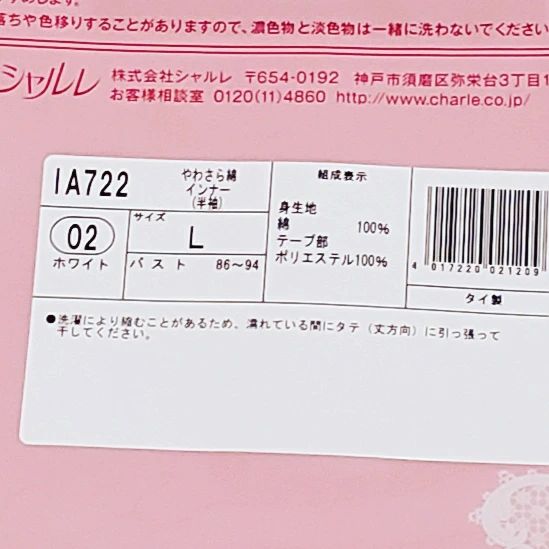 落ちや色移りすることがありますので、濃色物と淡色物は一緒に洗わないでください
シャルレ
株式会社シャルレ 〒654-0192 神戸市須磨区弥栄台3丁目1
お客様相談室 0120(11)4860 http://www.charle.co.jp/
IA722
やわさら綿
インナー
(半袖)
02
ホワイト
サイズ
L
バスト 86〜94
組成表示
身生地
綿 100%
テープ部
ポリエステル100%
4 017220 021209
タイ製
●洗濯により縮むことがあるため、濡れている間にタテ(丈方向)に引っ張って
干してください。